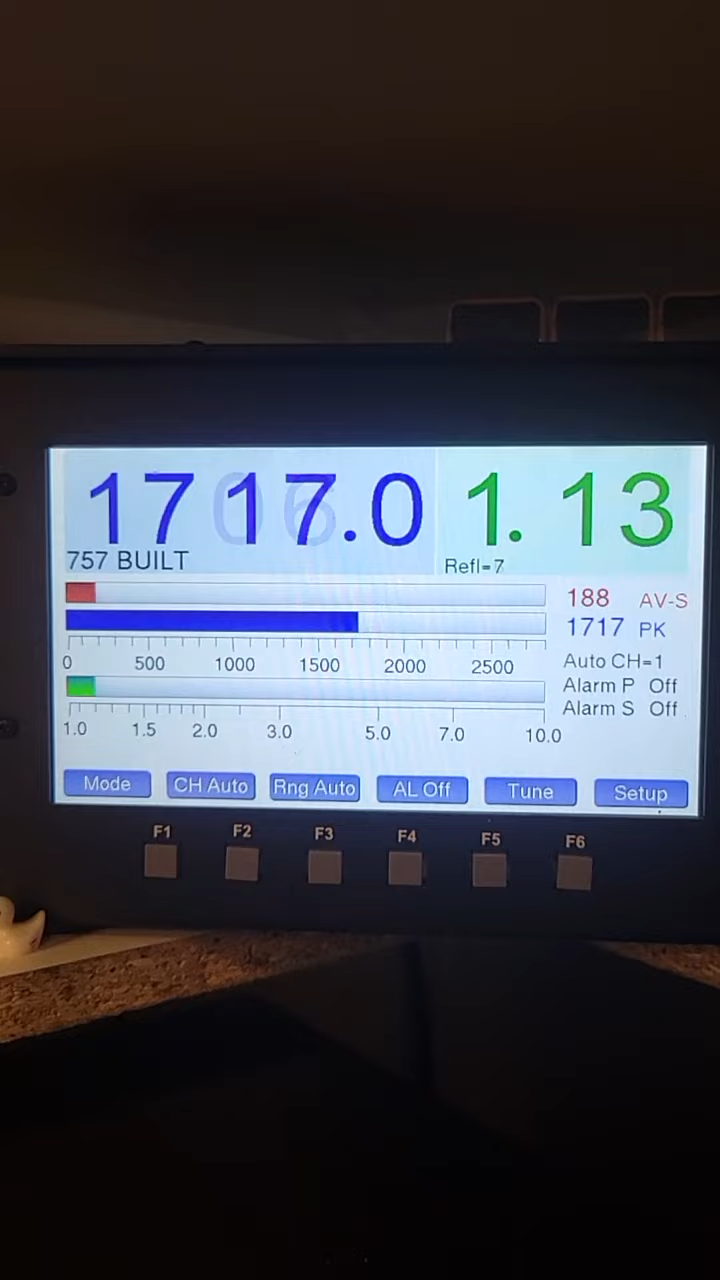 1717.0 1.13
757 BUILT Refl=7
188 AV-S
1717 PK
0 500 1000 1500 2000 2500
Auto CH=1
Alarm P Off
Alarm S Off
1.0 1.5 2.0 3.0 5.0 7.0 10.0
Mode CH Auto Rng Auto AL Off Tune Setup
F1 F2 F3 F4 F5 F6